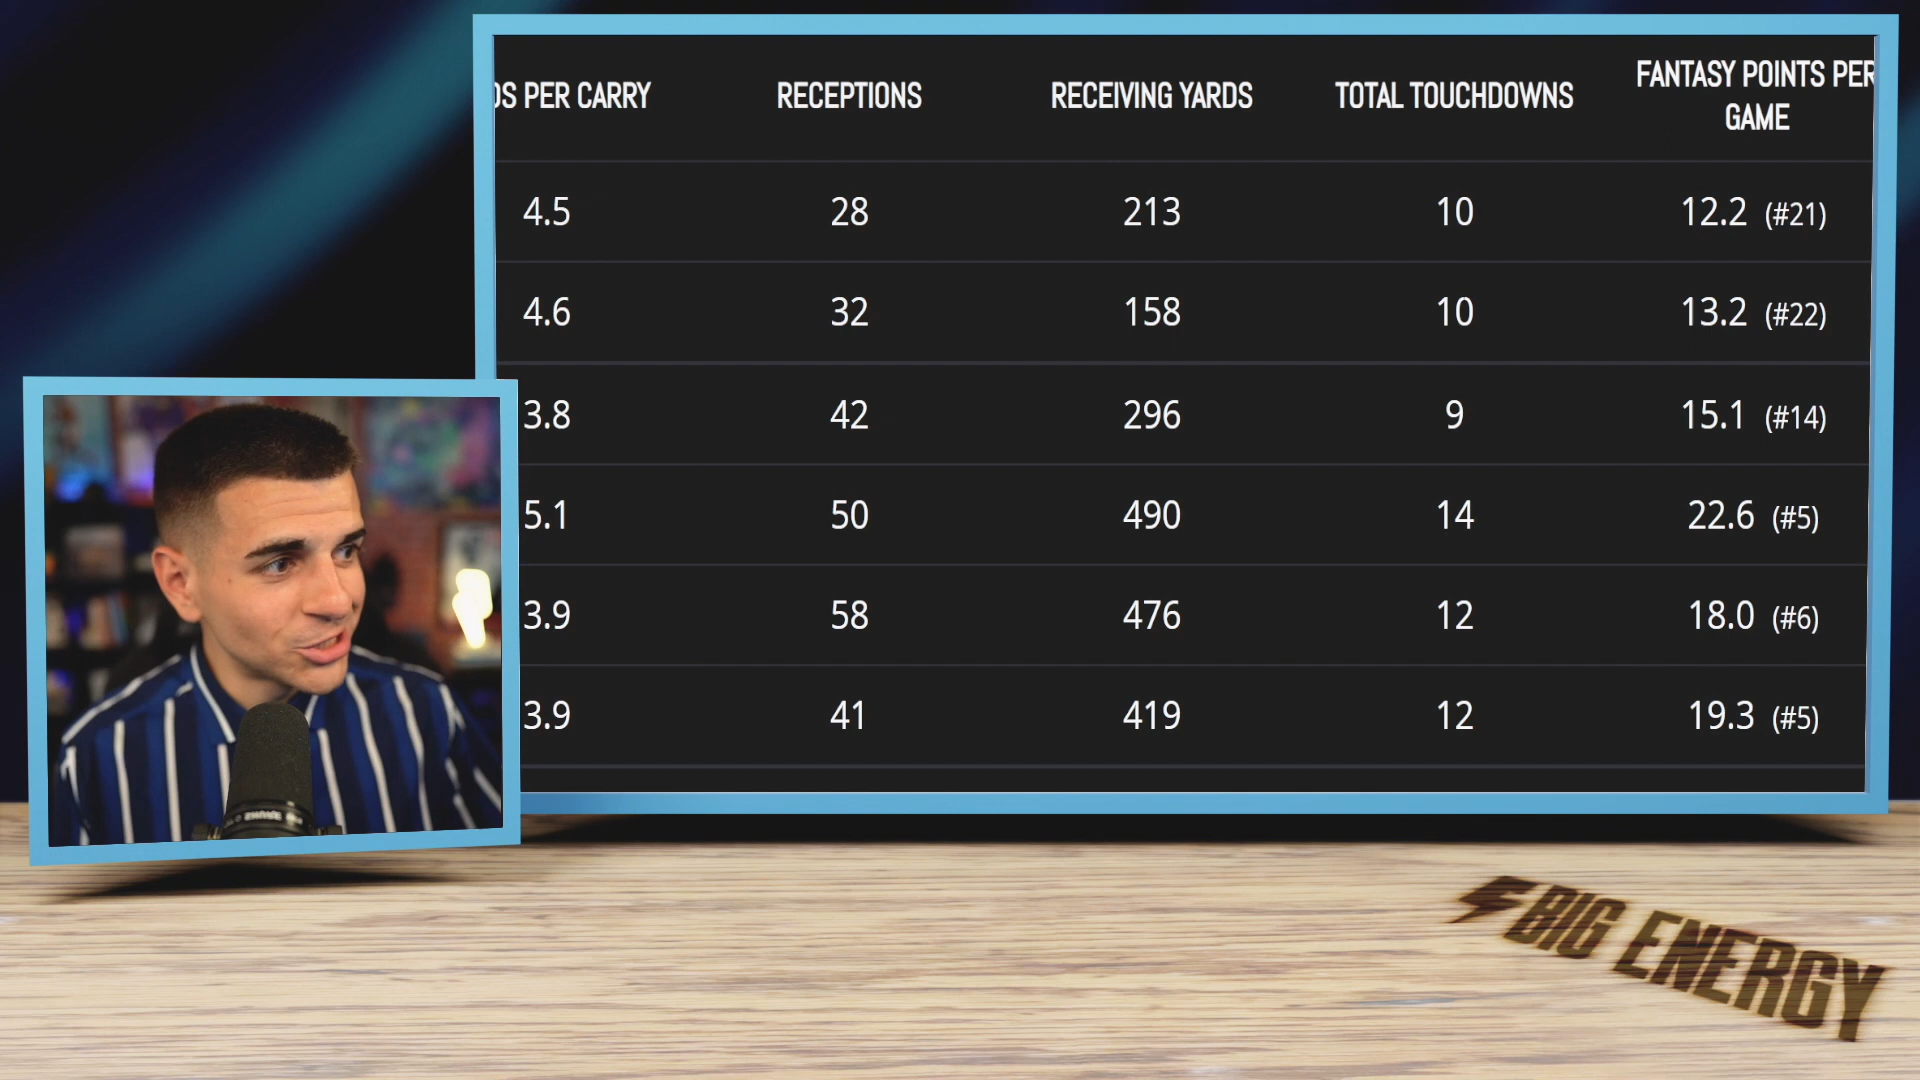 DS PER CARRY RECEPTIONS RECEIVING YARDS TOTAL TOUCHDOWNS FANTASY POINTS PER
GAME
4.5 28 213 10 12.2 (#21)
4.6 32 158 10 13.2 (#22)
3.8 42 296 9 15.1 (#14)
5.1 50 490 14 22.6 (#5)
3.9 58 476 12 18.0 (#6)
3.9 41 419 12 19.3 (#5)
BIG ENERGY